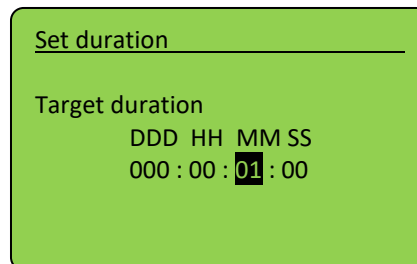 Set duration
Target duration
DDD HH MM SS
000 : 00 : 01 : 00